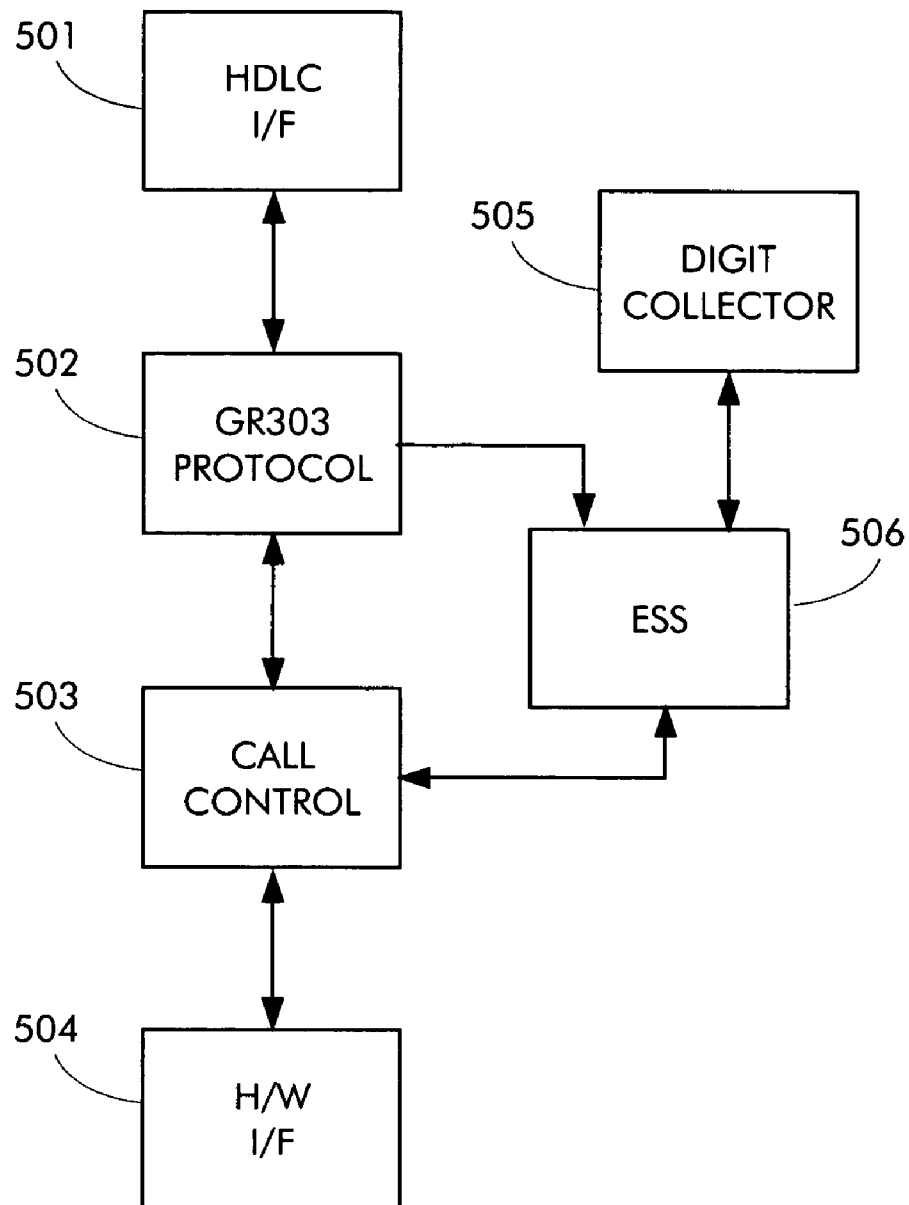 501
HDLC
I/F
505
DIGIT
COLLECTOR
502
GR303
PROTOCOL
506
ESS
503
CALL
CONTROL
504
H/W
I/F